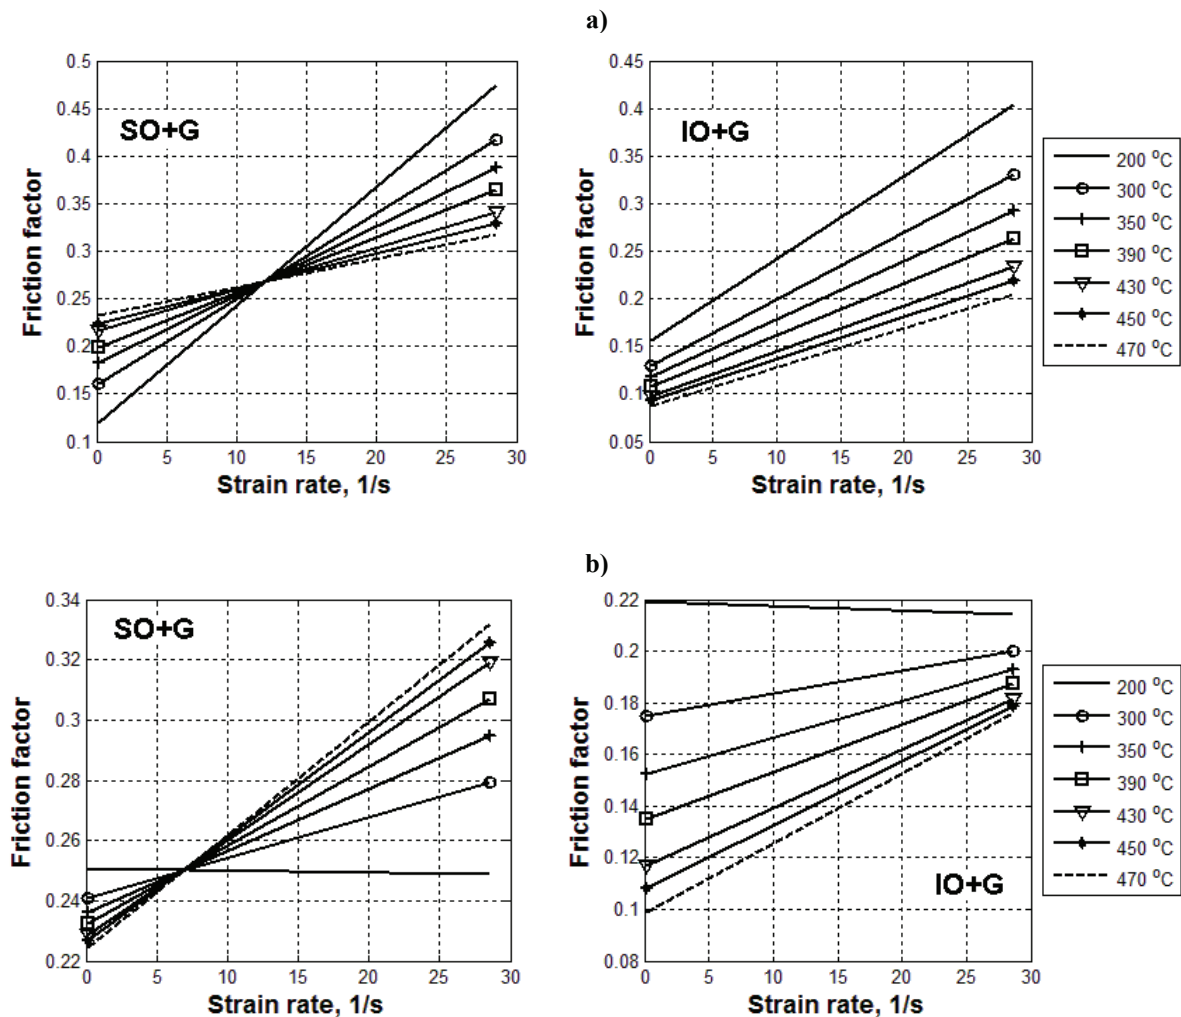 a)
SO+G
Friction factor
0.5
0.45
0.4
0.35
0.3
0.25
0.2
0.15
0.1
0 5 10 15 20 25 30
Strain rate, 1/s
IO+G
Friction factor
0.45
0.4
0.35
0.3
0.25
0.2
0.15
0.1
0.05
0 5 10 15 20 25 30
Strain rate, 1/s
200 °C
300 °C
350 °C
390 °C
430 °C
450 °C
470 °C
b)
SO+G
Friction factor
0.34
0.32
0.3
0.28
0.26
0.24
0.22
0 5 10 15 20 25 30
Strain rate, 1/s
IO+G
Friction factor
0.22
0.2
0.18
0.16
0.14
0.12
0.1
0.08
0 5 10 15 20 25 30
Strain rate, 1/s
200 °C
300 °C
350 °C
390 °C
430 °C
450 °C
470 °C